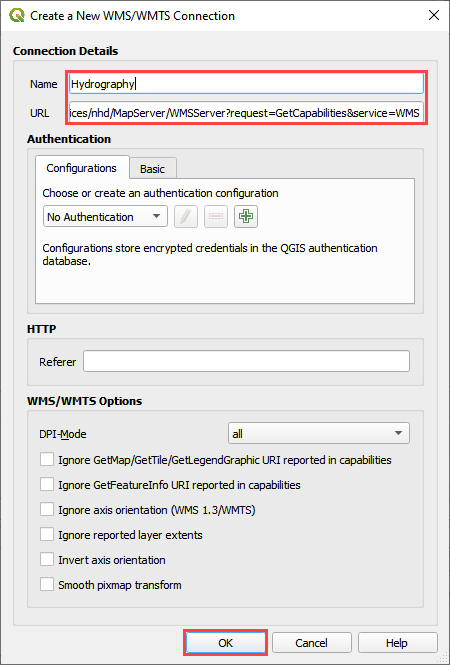 Create a New WMS/WMTS Connection
Connection Details
Name Hydrography
URL ices/nhd/MapServer/WMSServer?request=GetCapabilities&service=WMS
Authentication
Configurations Basic
Choose or create an authentication configuration
No Authentication
Configurations store encrypted credentials in the QGIS authentication
database.
HTTP
Referer
WMS/WMTS Options
DPI-Mode all
Ignore GetMap/GetTile/GetLegendGraphic URI reported in capabilities
Ignore GetFeatureInfo URI reported in capabilities
Ignore axis orientation (WMS 1.3/WMTS)
Ignore reported layer extents
Invert axis orientation
Smooth pixmap transform
OK Cancel Help